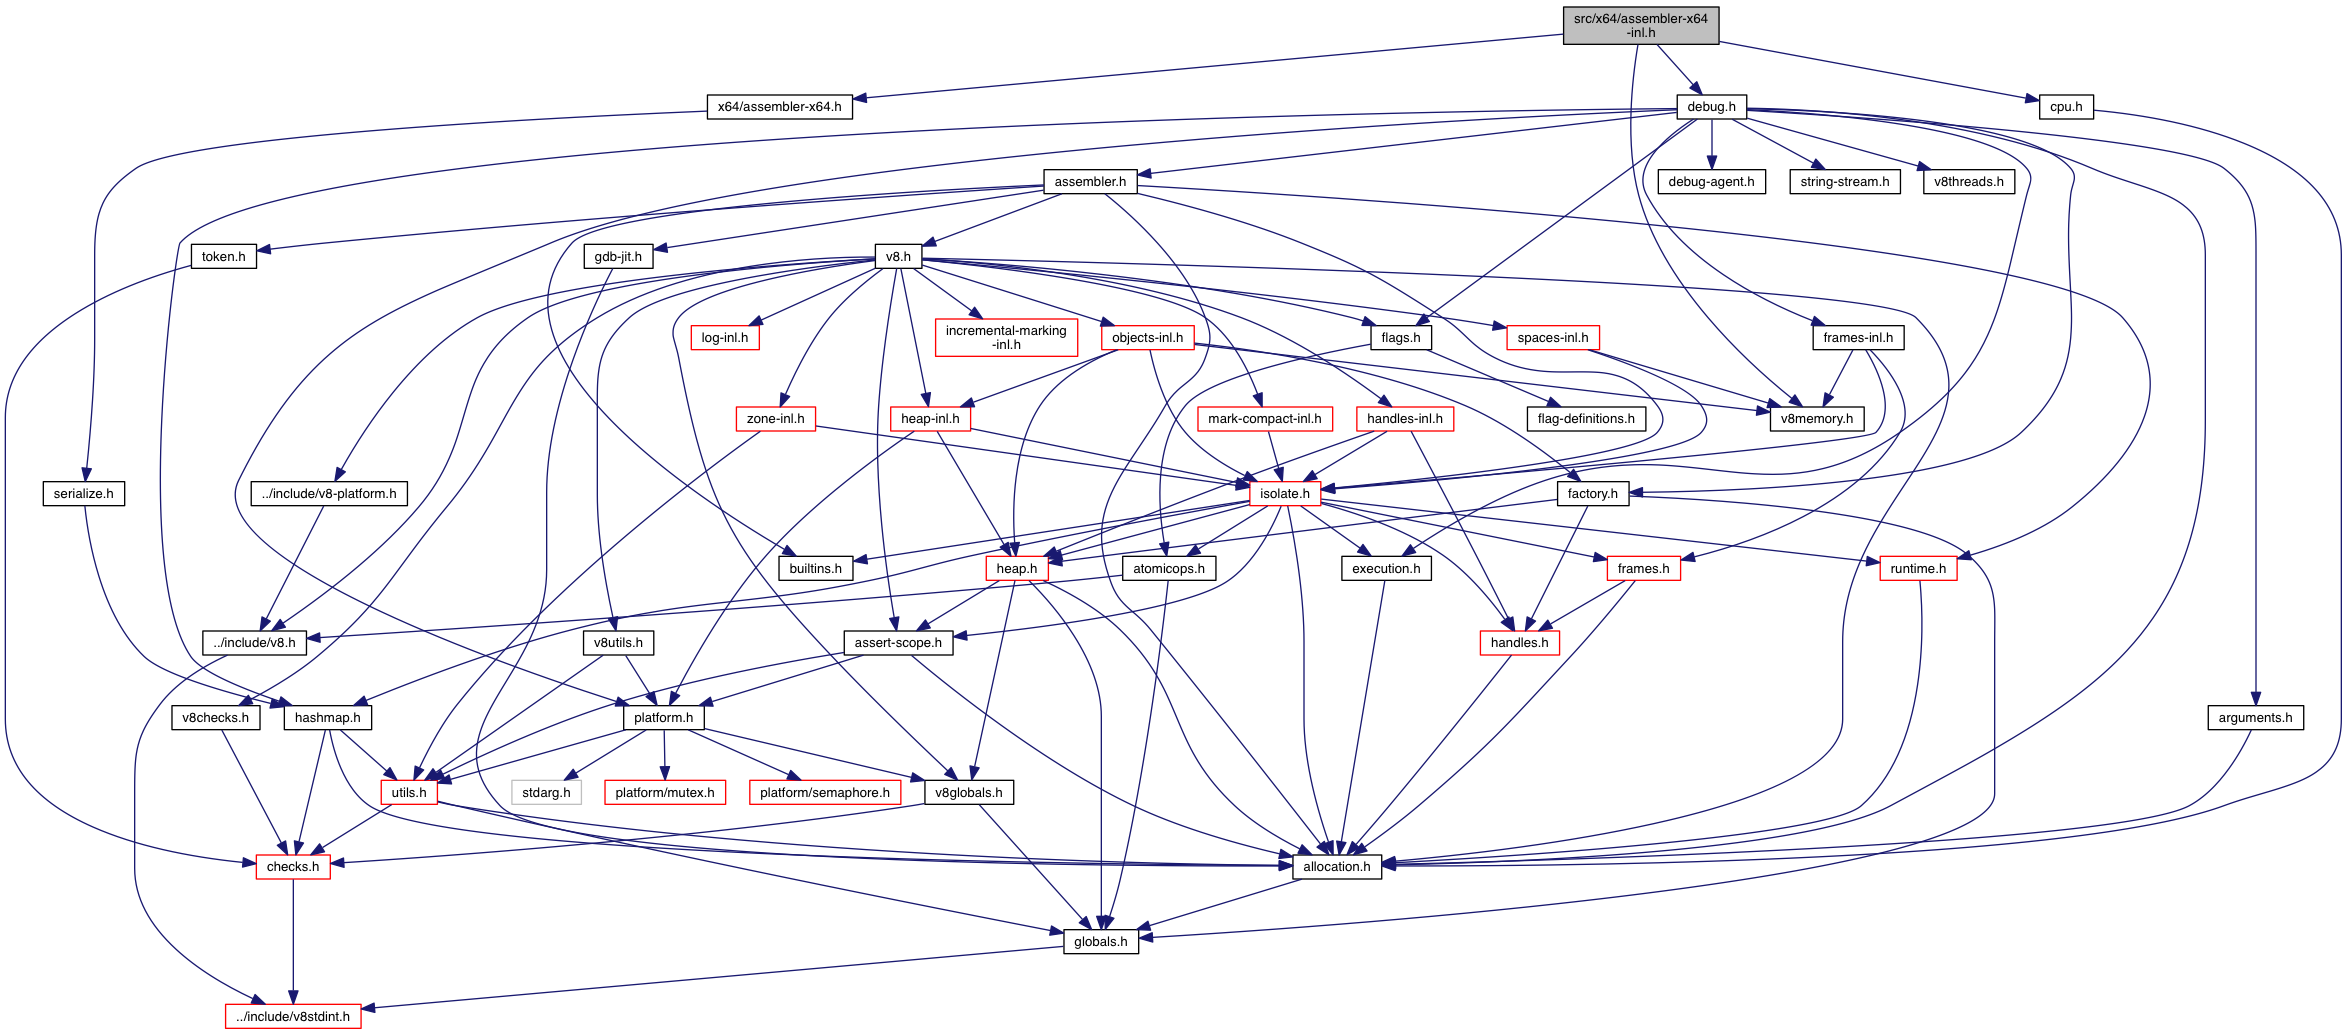 src/x64/assembler-x64
-inl.h
x64/assembler-x64.h
debug.h
cpu.h
assembler.h
debug-agent.h
string-stream.h
v8threads.h
token.h
gdb-jit.h
v8.h
log-inl.h
incremental-marking
-inl.h
objects-inl.h
flags.h
spaces-inl.h
frames-inl.h
zone-inl.h
heap-inl.h
mark-compact-inl.h
handles-inl.h
flag-definitions.h
v8memory.h
serialize.h
../include/v8-platform.h
isolate.h
factory.h
builtins.h
heap.h
atomicops.h
execution.h
frames.h
runtime.h
../include/v8.h
v8utils.h
assert-scope.h
handles.h
v8checks.h
hashmap.h
platform.h
arguments.h
utils.h
stdarg.h
platform/mutex.h
platform/semaphore.h
v8globals.h
checks.h
allocation.h
globals.h
../include/v8stdint.h